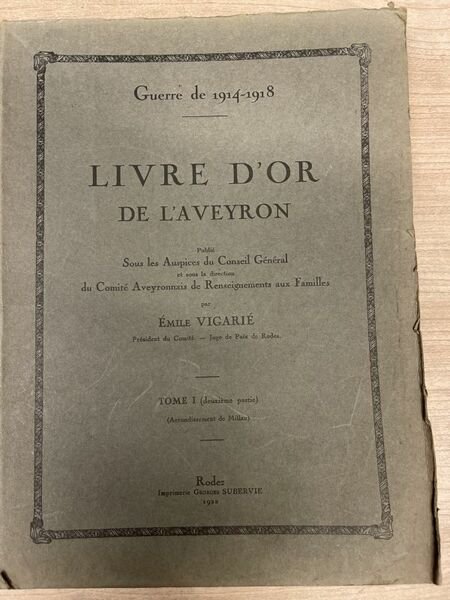 Guerre de 1914-1918
LIVRE D'OR
DE L'AVEYRON
Publié
Sous les Auspices du Conseil Général
et sous la direction
du Comité Aveyronnais de Renseignements aux Familles
par
ÉMILE VIGARIÉ
Président du Comité. — Juge de Paix de Rodez.
TOME I (deuxième partie)
(Arrondissement de Millau)
Rodez
Imprimerie GEORGES SUBERVIE
1922